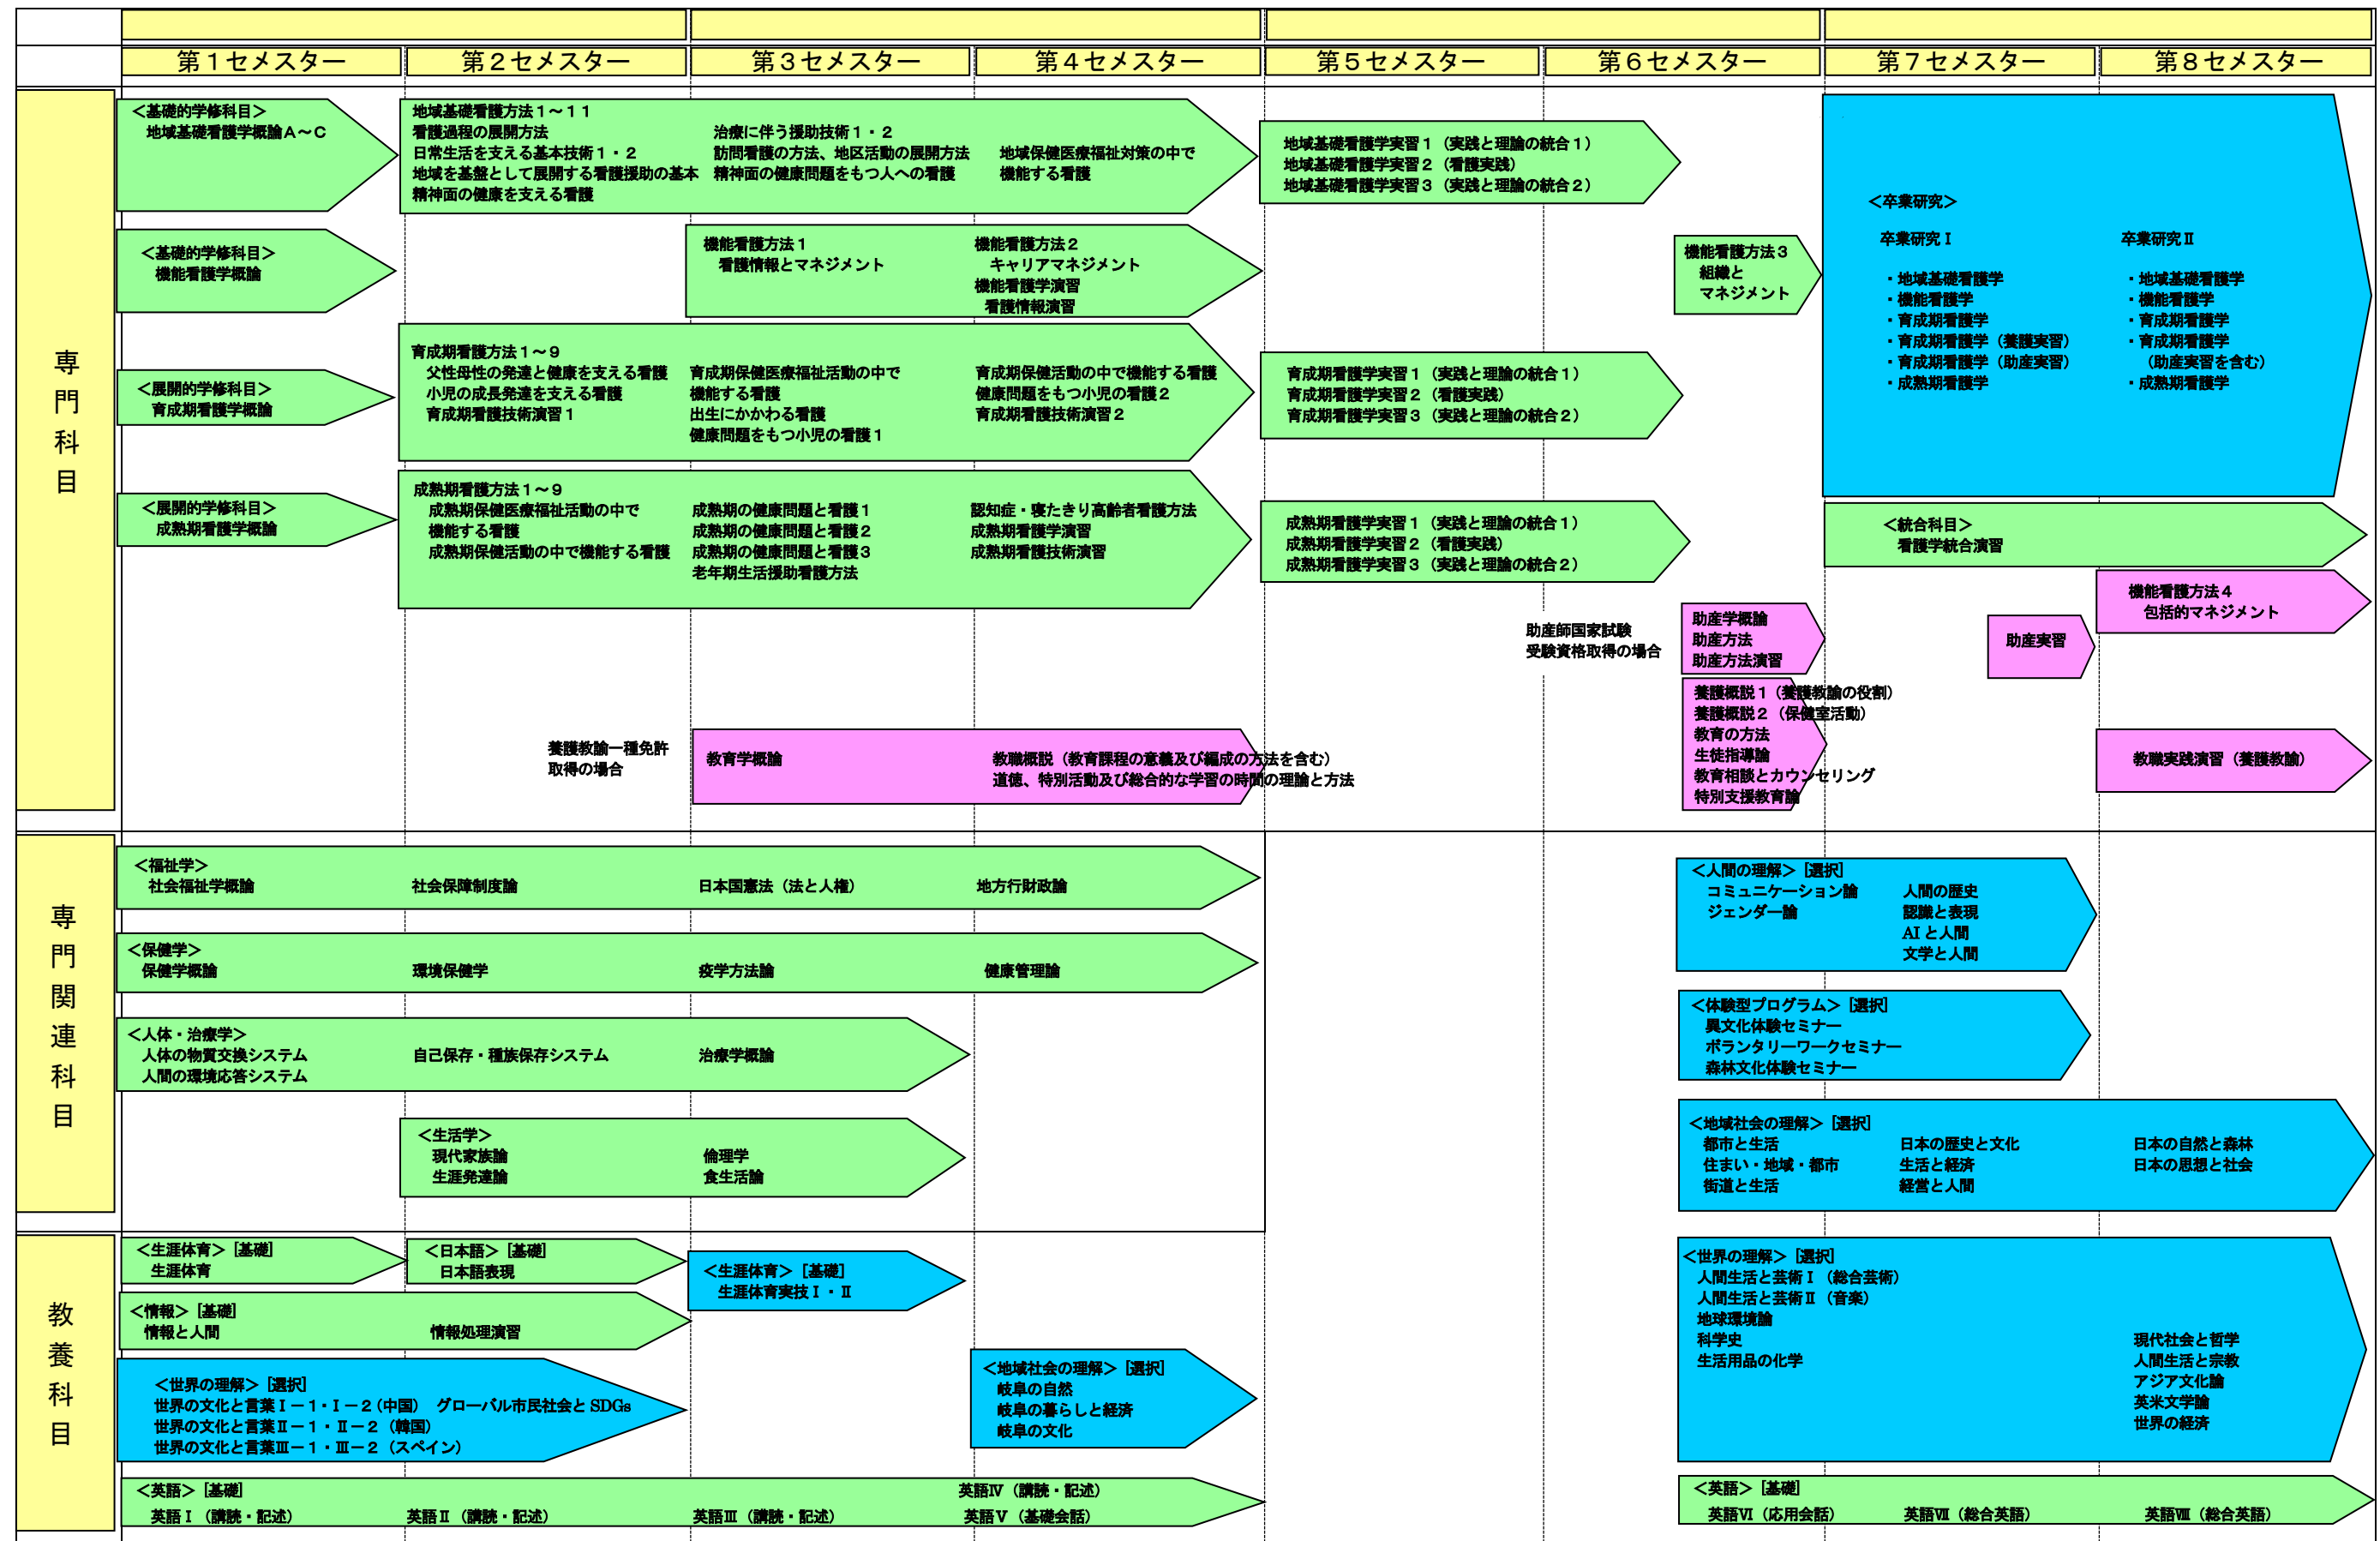 第１セメスター
第２セメスター
第３セメスター
第４セメスター
第５セメスター
第６セメスター
第７セメスター
第８セメスター
専門科目
＜基礎的学修科目＞
地域基礎看護学概論Ａ～Ｃ
地域基礎看護方法１～１１
看護過程の展開方法
日常生活を支える基本技術１・２
地域を基盤として展開する看護援助の基本
精神面の健康を支える看護
治療に伴う援助技術１・２
訪問看護の方法、地区活動の展開方法
精神面の健康問題をもつ人への看護
地域保健医療福祉対策の中で
機能する看護
地域基礎看護学実習１（実践と理論の統合１）
地域基礎看護学実習２（看護実践）
地域基礎看護学実習３（実践と理論の統合２）
＜卒業研究＞
卒業研究Ⅰ
・地域基礎看護学
・機能看護学
・育成期看護学
・育成期看護学（養護実習）
・育成期看護学（助産実習）
・成熟期看護学
卒業研究Ⅱ
・地域基礎看護学
・機能看護学
・育成期看護学
・育成期看護学
（助産実習を含む）
・成熟期看護学
＜基礎的学修科目＞
機能看護学概論
機能看護方法１
看護情報とマネジメント
機能看護方法２
キャリアマネジメント
機能看護学演習
看護情報演習
機能看護方法３
組織と
マネジメント
＜展開的学修科目＞
育成期看護学概論
育成期看護方法１～９
父性母性の発達と健康を支える看護
小児の成長発達を支える看護
育成期看護技術演習１
育成期保健医療福祉活動の中で
機能する看護
出生にかかわる看護
健康問題をもつ小児の看護１
育成期保健活動の中で機能する看護
健康問題をもつ小児の看護２
育成期看護技術演習２
育成期看護学実習１（実践と理論の統合１）
育成期看護学実習２（看護実践）
育成期看護学実習３（実践と理論の統合２）
＜展開的学修科目＞
成熟期看護学概論
成熟期看護方法１～９
成熟期保健医療福祉活動の中で
機能する看護
成熟期保健活動の中で機能する看護
成熟期の健康問題と看護１
成熟期の健康問題と看護２
成熟期の健康問題と看護３
老年期生活援助看護方法
認知症・寝たきり高齢者看護方法
成熟期看護学演習
成熟期看護技術演習
成熟期看護学実習１（実践と理論の統合１）
成熟期看護学実習２（看護実践）
成熟期看護学実習３（実践と理論の統合２）
＜統合科目＞
看護学統合演習
機能看護方法４
包括的マネジメント
助産師国家試験
受験資格取得の場合
助産学概論
助産方法
助産方法演習
助産実習
養護教諭一種免許
取得の場合
教育学概論
教職概説（教育課程の意義及び編成の方法を含む）
道徳、特別活動及び総合的な学習の時間の理論と方法
養護概説１（養護教諭の役割）
養護概説２（保健室活動）
教育の方法
生徒指導論
教育相談とカウンセリング
特別支援教育論
教職実践演習（養護教諭）
専門関連科目
＜福祉学＞
社会福祉学概論
社会保障制度論
日本国憲法（法と人権）
地方行財政論
＜保健学＞
保健学概論
環境保健学
疫学方法論
健康管理論
＜人体・治療学＞
人体の物質交換システム
人間の環境応答システム
自己保存・種族保存システム
治療学概論
＜生活学＞
現代家族論
生涯発達論
倫理学
食生活論
＜人間の理解＞［選択］
コミュニケーション論
ジェンダー論
人間の歴史
認識と表現
AI と人間
文学と人間
＜体験型プログラム＞［選択］
異文化体験セミナー
ボランタリーワークセミナー
森林文化体験セミナー
＜地域社会の理解＞［選択］
都市と生活
住まい・地域・都市
街道と生活
日本の歴史と文化
生活と経済
経営と人間
日本の自然と森林
日本の思想と社会
教養科目
＜生涯体育＞［基礎］
生涯体育
＜日本語＞［基礎］
日本語表現
＜生涯体育＞［基礎］
生涯体育実技Ⅰ・Ⅱ
＜情報＞［基礎］
情報と人間
情報処理演習
＜世界の理解＞［選択］
世界の文化と言葉Ⅰ－１・Ⅰ－２（中国）
世界の文化と言葉Ⅱ－１・Ⅱ－２（韓国）
世界の文化と言葉Ⅲ－１・Ⅲ－２（スペイン）
グローバル市民社会と SDGs
＜地域社会の理解＞［選択］
岐阜の自然
岐阜の暮らしと経済
岐阜の文化
＜世界の理解＞［選択］
人間生活と芸術Ⅰ（総合芸術）
人間生活と芸術Ⅱ（音楽）
地球環境論
科学史
生活用品の化学
現代社会と哲学
人間生活と宗教
アジア文化論
英米文学論
世界の経済
＜英語＞［基礎］
英語Ⅰ（講読・記述）
英語Ⅱ（講読・記述）
英語Ⅲ（講読・記述）
英語Ⅳ（講読・記述）
英語Ⅴ（基礎会話）
＜英語＞［基礎］
英語Ⅵ（応用会話）
英語Ⅶ（総合英語）
英語Ⅷ（総合英語）